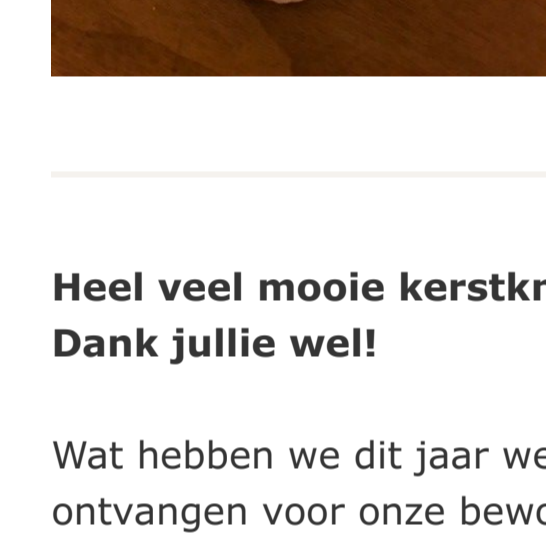 Heel veel mooie
Dank jullie wel!
Wat hebben we dit jaar
ontvangen voor onze